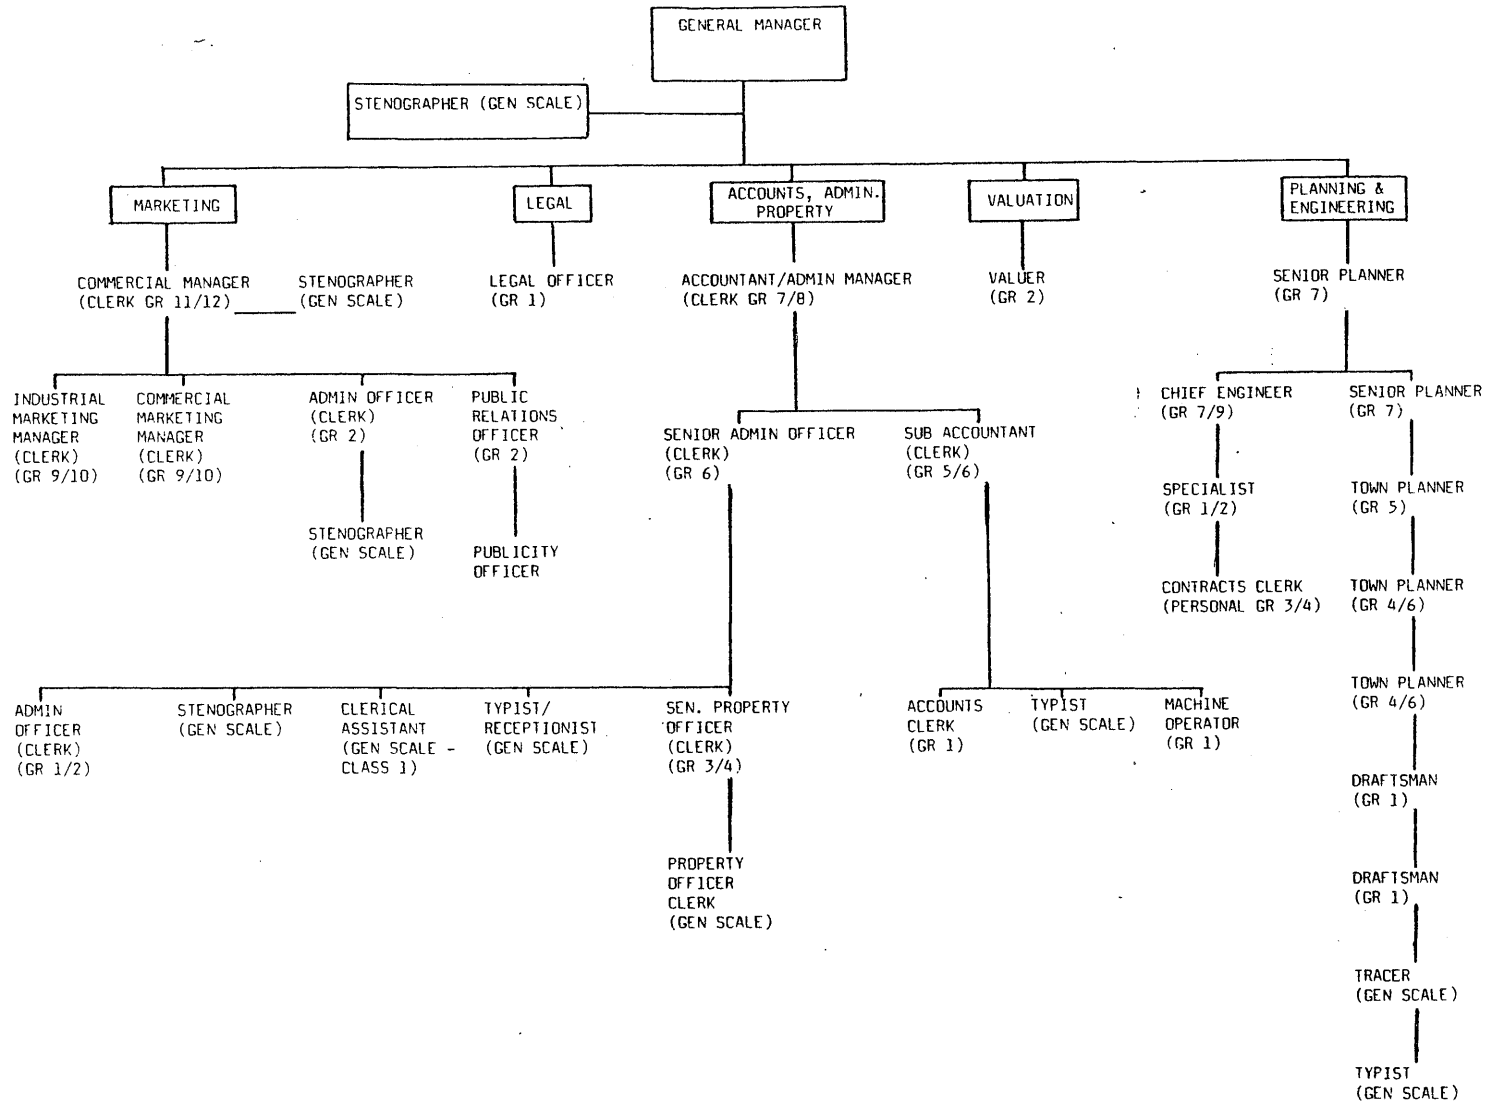 GENERAL MANAGER
STENOGRAPHER (GEN SCALE)
MARKETING
LEGAL
ACCOUNTS, ADMIN.
PROPERTY
VALUATION
PLANNING &
ENGINEERING
COMMERCIAL MANAGER
(CLERK GR 11/12)
STENOGRAPHER
(GEN SCALE)
LEGAL OFFICER
(GR 1)
ACCOUNTANT/ADMIN MANAGER
(CLERK GR 7/8)
VALUER
(GR 2)
SENIOR PLANNER
(GR 7)
INDUSTRIAL
MARKETING
MANAGER
(CLERK)
(GR 9/10)
COMMERCIAL
MARKETING
MANAGER
(CLERK)
(GR 9/10)
ADMIN OFFICER
(CLERK)
(GR 2)
PUBLIC
RELATIONS
OFFICER
(GR 2)
SENIOR ADMIN OFFICER
(CLERK)
(GR 6)
SUB ACCOUNTANT
(CLERK)
(GR 5/6)
CHIEF ENGINEER
(GR 7/9)
SENIOR PLANNER
(GR 7)
SPECIALIST
(GR 1/2)
TOWN PLANNER
(GR 5)
STENOGRAPHER
(GEN SCALE)
PUBLICITY
OFFICER
CONTRACTS CLERK
(PERSONAL GR 3/4)
TOWN PLANNER
(GR 4/6)
TOWN PLANNER
(GR 4/6)
ADMIN
OFFICER
(CLERK)
(GR 1/2)
STENOGRAPHER
(GEN SCALE)
CLERICAL
ASSISTANT
(GEN SCALE -
CLASS 1)
TYPIST/
RECEPTIONIST
(GEN SCALE)
SEN. PROPERTY
OFFICER
(CLERK)
(GR 3/4)
ACCOUNTS
CLERK
(GR 1)
TYPIST
(GEN SCALE)
MACHINE
OPERATOR
(GR 1)
DRAFTSMAN
(GR 1)
PROPERTY
OFFICER
CLERK
(GEN SCALE)
DRAFTSMAN
(GR 1)
TRACER
(GEN SCALE)
TYPIST
(GEN SCALE)